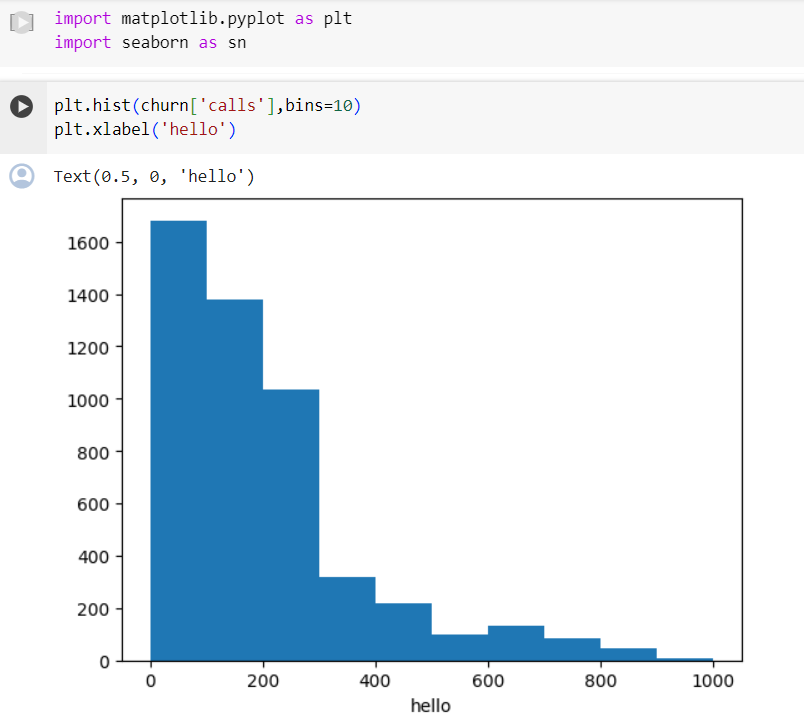 import matplotlib.pyplot as plt
import seaborn as sn
plt.hist(churn['calls'],bins=10)
plt.xlabel('hello')
Text(0.5, 0, 'hello')
1600
1400
1200
1000
800
600
400
200
0
0 200 400 600 800 1000
hello